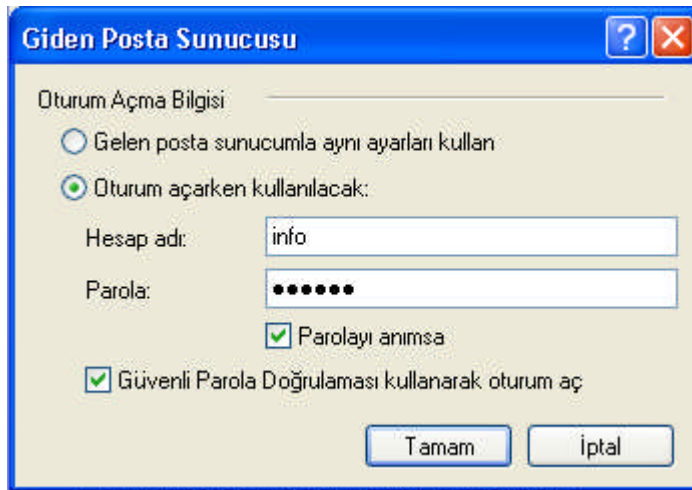 Giden Posta Sunucusu
Oturum Açma Bilgisi
Gelen posta sunucumla aynı ayarları kullan
Oturum açarken kullanılacak:
Hesap adı: info
Parola: ●●●●●●
Parolayı anımsa
Güvenli Parola Doğrulaması kullanarak oturum aç
Tamam İptal